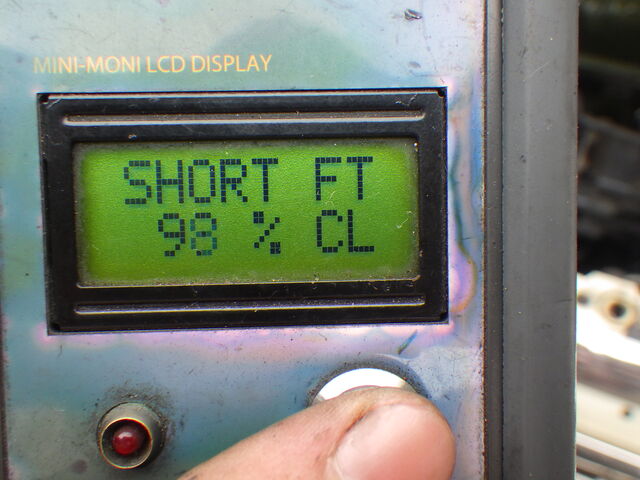 MINI-MONI LCD DISPLAY
SHORT FT
98 % CL